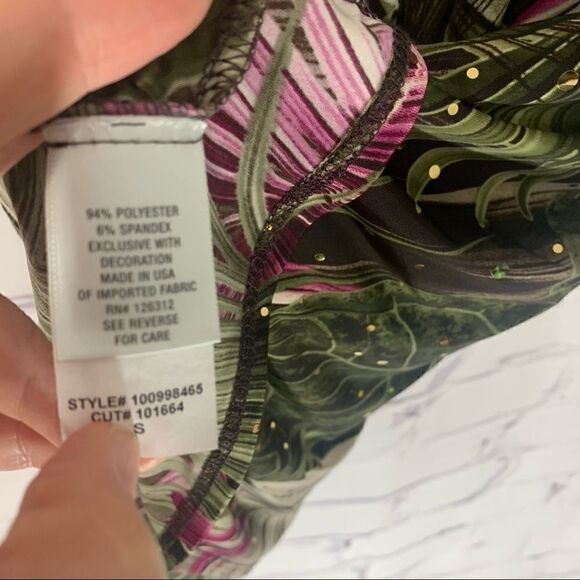 94% POLYESTER
6% SPANDEX
EXCLUSIVE WITH
DECORATION
MADE IN USA
OF IMPORTED FABRIC
RN# 126312
SEE REVERSE
FOR CARE
STYLE# 100998465
CUT# 101664
S